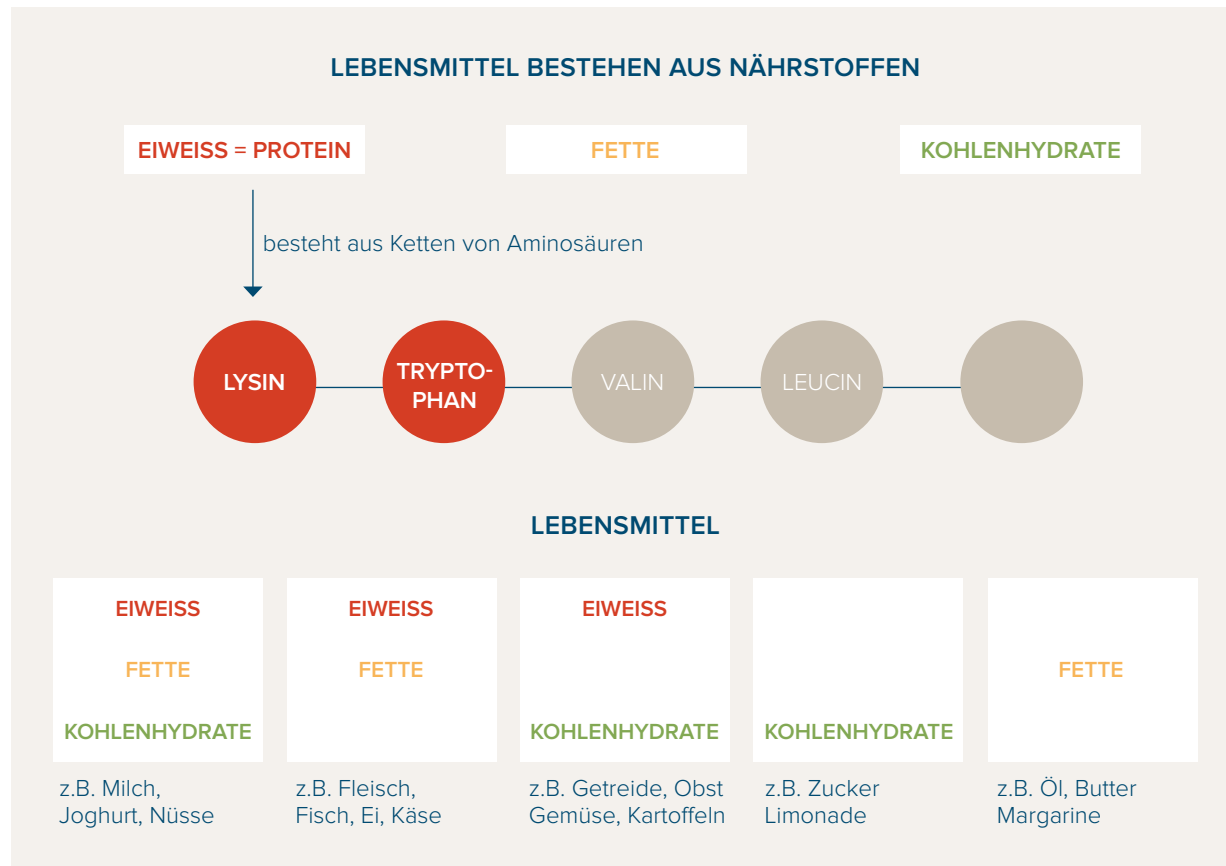 LEBENSMITTEL BESTEHEN AUS NÄHRSTOFFEN
EIWEISS = PROTEIN
FETTE
KOHLENHYDRATE
besteht aus Ketten von Aminosäuren
LYSIN
TRYPTO-
PHAN
VALIN
LEUCIN
LEBENSMITTEL
EIWEISS
FETTE
KOHLENHYDRATE
z.B. Milch,
Joghurt, Nüsse
EIWEISS
FETTE
z.B. Fleisch,
Fisch, Ei, Käse
EIWEISS
KOHLENHYDRATE
z.B. Getreide, Obst
Gemüse, Kartoffeln
KOHLENHYDRATE
z.B. Zucker
Limonade
FETTE
z.B. Öl, Butter
Margarine